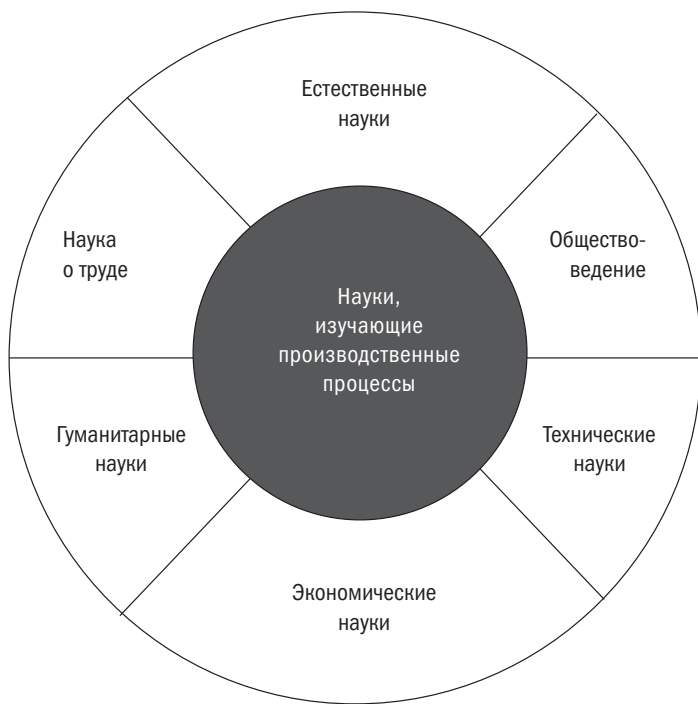 Естественные
науки
Наука
о труде
Общество-
ведение
Науки,
изучающие
производственные
процессы
Гуманитарные
науки
Технические
науки
Экономические
науки